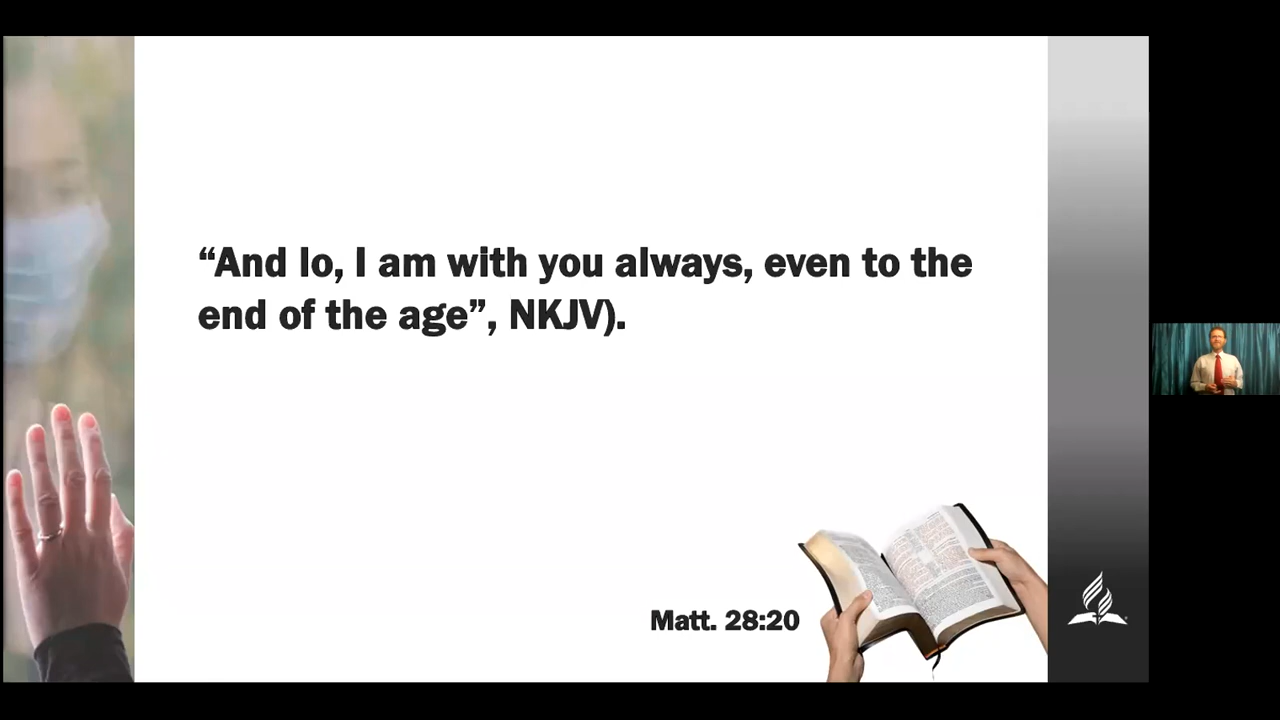 “And lo, I am with you always, even to the
end of the age”, NKJV).
Matt. 28:20